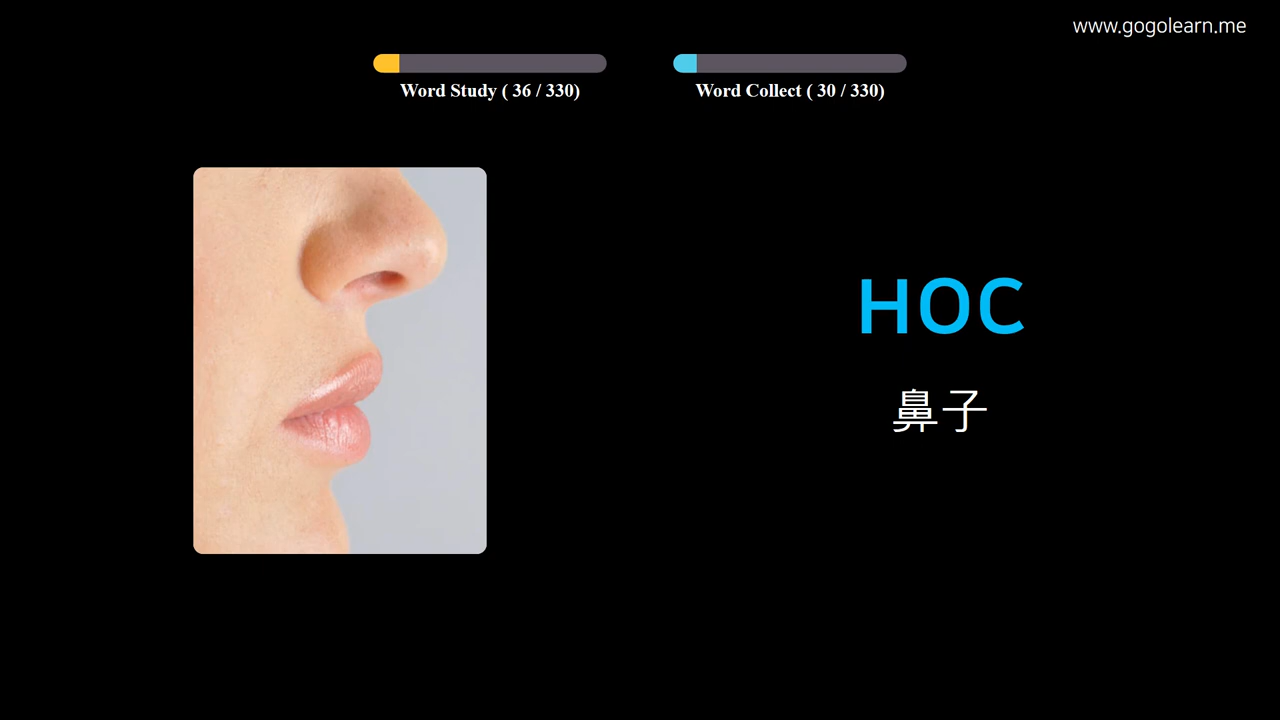 www.gogolearn.me
Word Study ( 36 / 330)
Word Collect ( 30 / 330)
НОС
鼻子